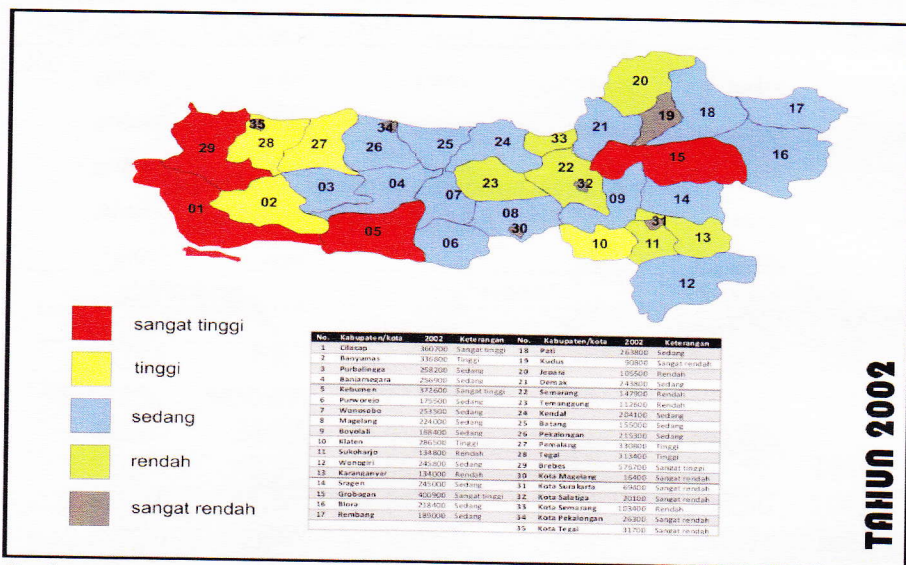 20
19
18
17
35
34
33
21
29
28
27
26
25
24
15
16
22
23
32
03
04
02
07
09
14
01
08
05
30
31
06
10
11
13
12
sangat tinggi
tinggi
sedang
rendah
sangat rendah
No. Kabupaten/kota 2002 Keterangan No. Kabupaten/kota 2002 Keterangan
1 Cilacap 360700 Sangat tinggi 18 Pati 263800 Sedang
2 Banyumas 336800 Tinggi 19 Kudus 90800 Sangat rendah
3 Purbalingga 258200 Sedang 20 Jepara 105500 Rendah
4 Banjarnegara 256900 Sedang 21 Demak 243800 Sedang
5 Kebumen 372600 Sangat tinggi 22 Semarang 147900 Rendah
6 Purworejo 175500 Sedang 23 Temanggung 112600 Rendah
7 Wonosobo 253500 Sedang 24 Kendal 204100 Sedang
8 Magelang 224000 Sedang 25 Batang 155000 Sedang
9 Boyolali 188400 Sedang 26 Pekalongan 215300 Sedang
10 Klaten 286500 Tinggi 27 Pemalang 330800 Tinggi
11 Sukoharjo 134800 Rendah 28 Tegal 313400 Tinggi
12 Wonogiri 245800 Sedang 29 Brebes 576700 Sangat tinggi
13 Karanganyar 134000 Rendah 30 Kota Magelang 16400 Sangat rendah
14 Sragen 245000 Sedang 31 Kota Surakarta 69400 Sangat rendah
15 Grobogan 400900 Sangat tinggi 32 Kota Salatiga 20100 Sangat rendah
16 Blora 218400 Sedang 33 Kota Semarang 103400 Rendah
17 Rembang 189000 Sedang 34 Kota Pekalongan 26300 Sangat rendah
35 Kota Tegal 31700 Sangat rendah
TAHUN 2002